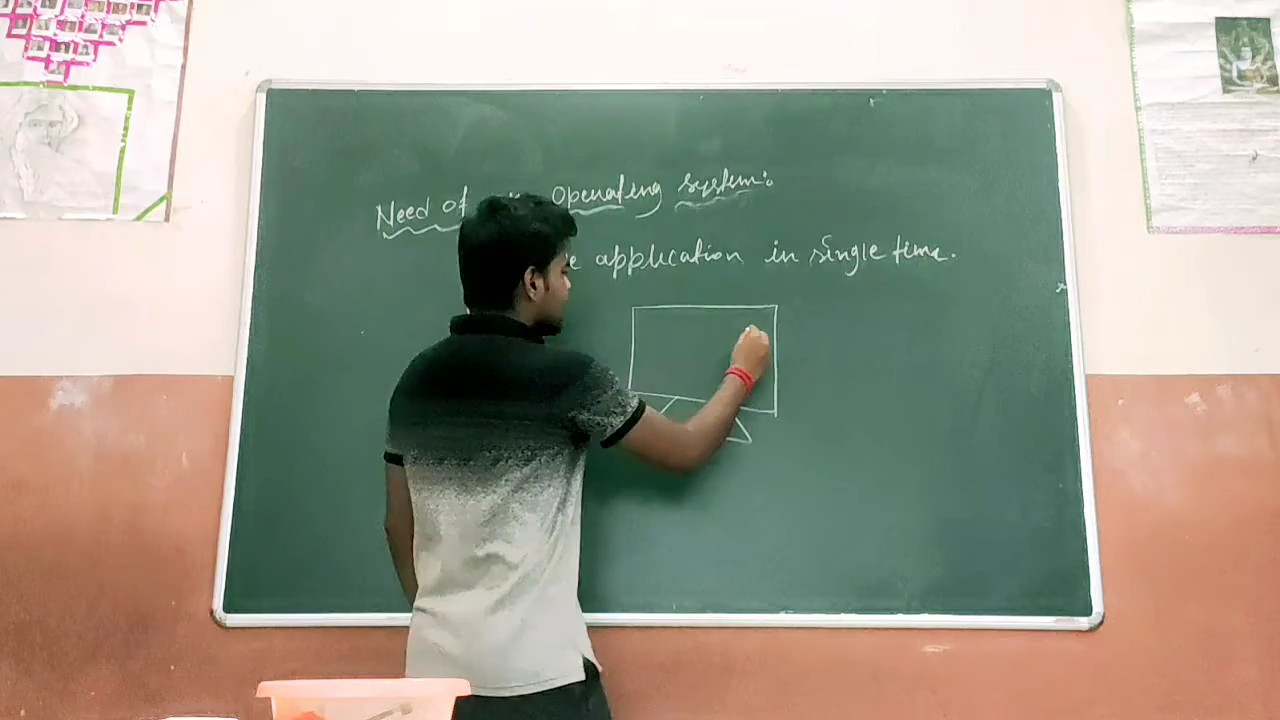 Need of Operating system:
application in single time.